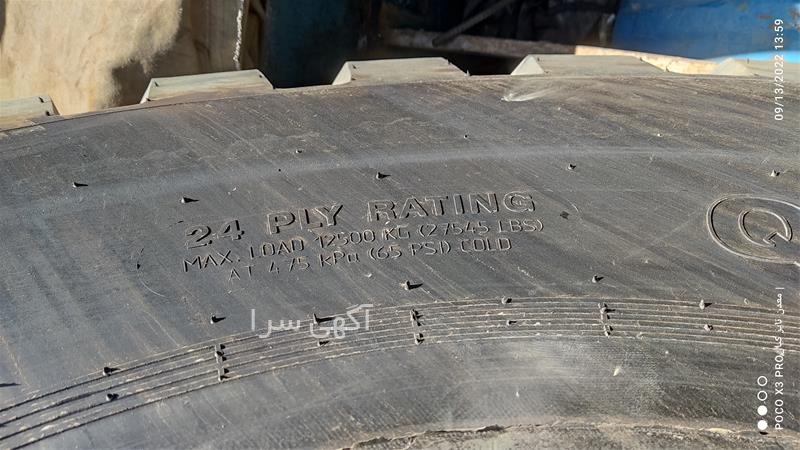 24 PLY RATING
MAX. LOAD 12500 KG (27545 LBS)
AT 475 KPa (65 PSI) COLD
آگهی سرا
09/13/2022 13:59
POCO X3 PRO